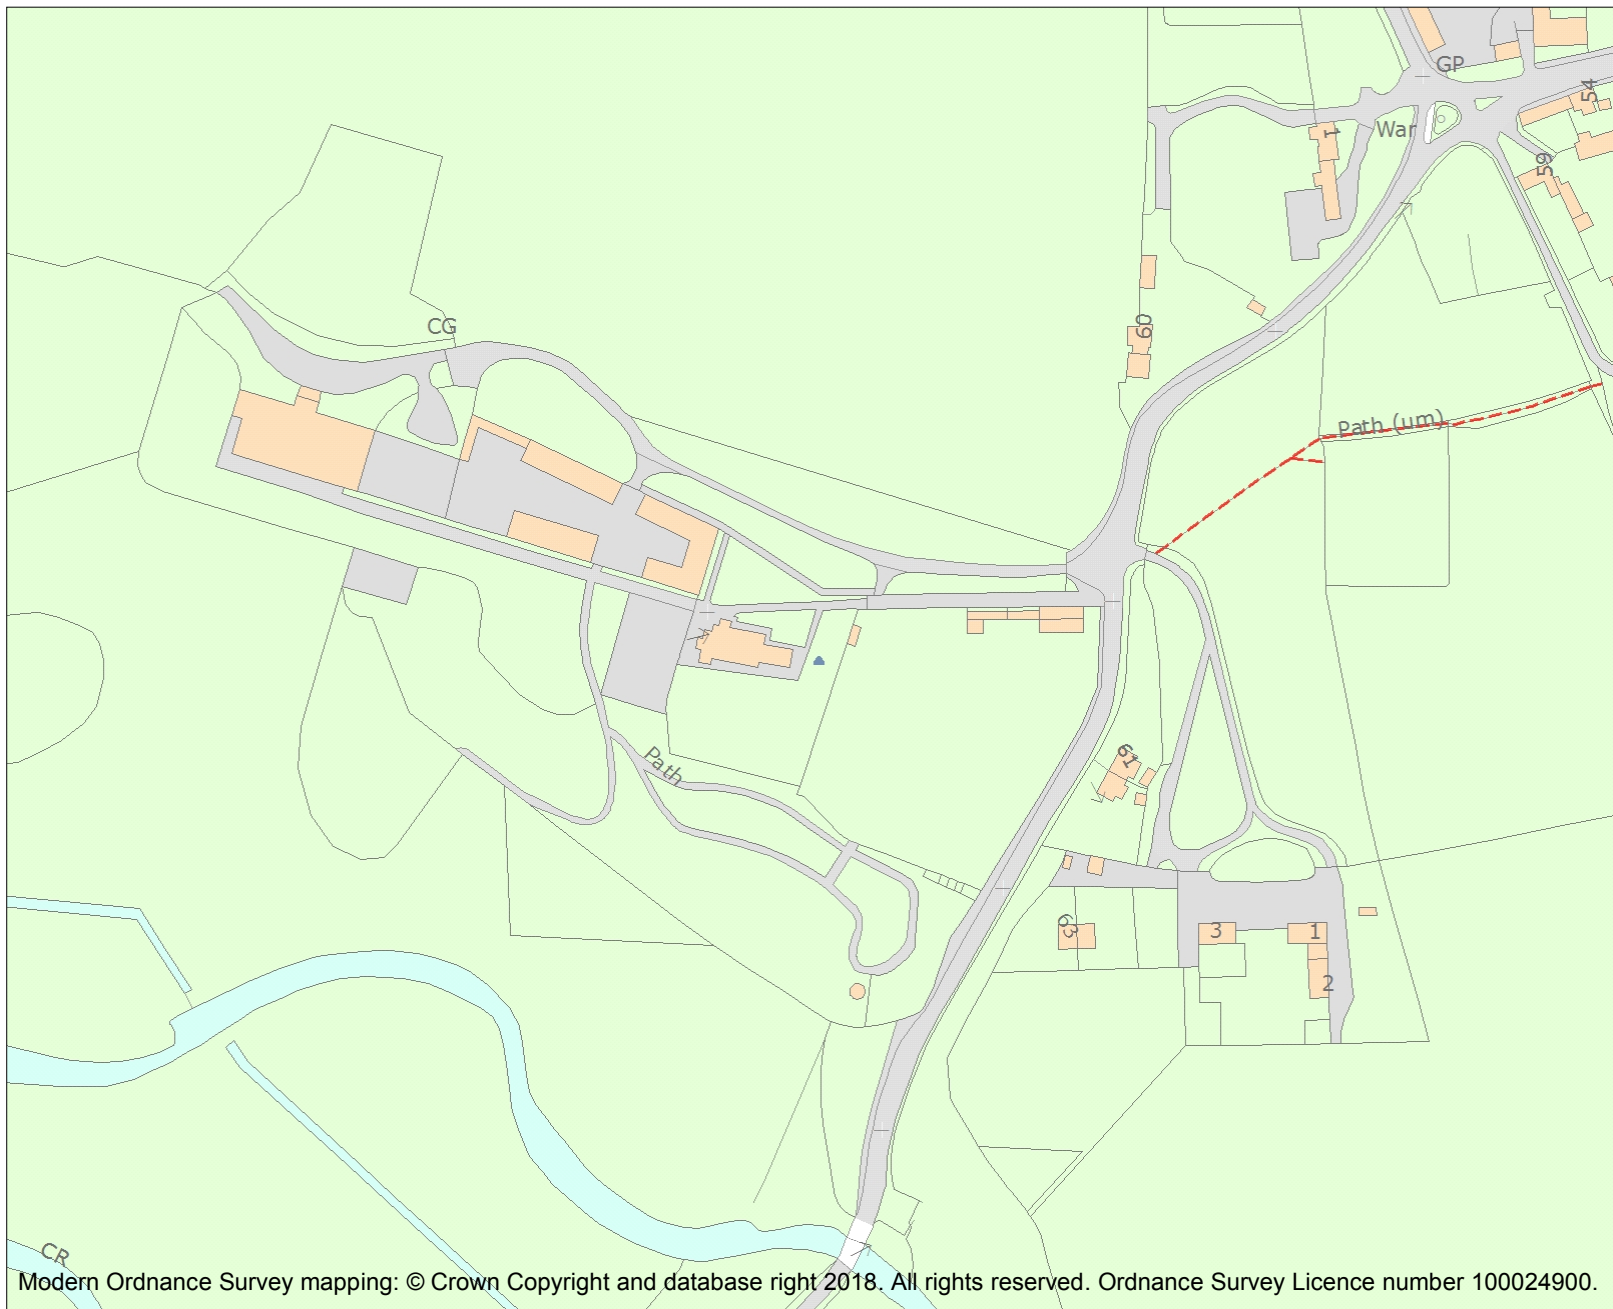 GP
54
War
1
59
60
CG
Path (um)
61
Path
63
3
1
2
CR
Modern Ordnance Survey mapping: © Crown Copyright and database right 2018. All rights reserved. Ordnance Survey Licence number 100024900.